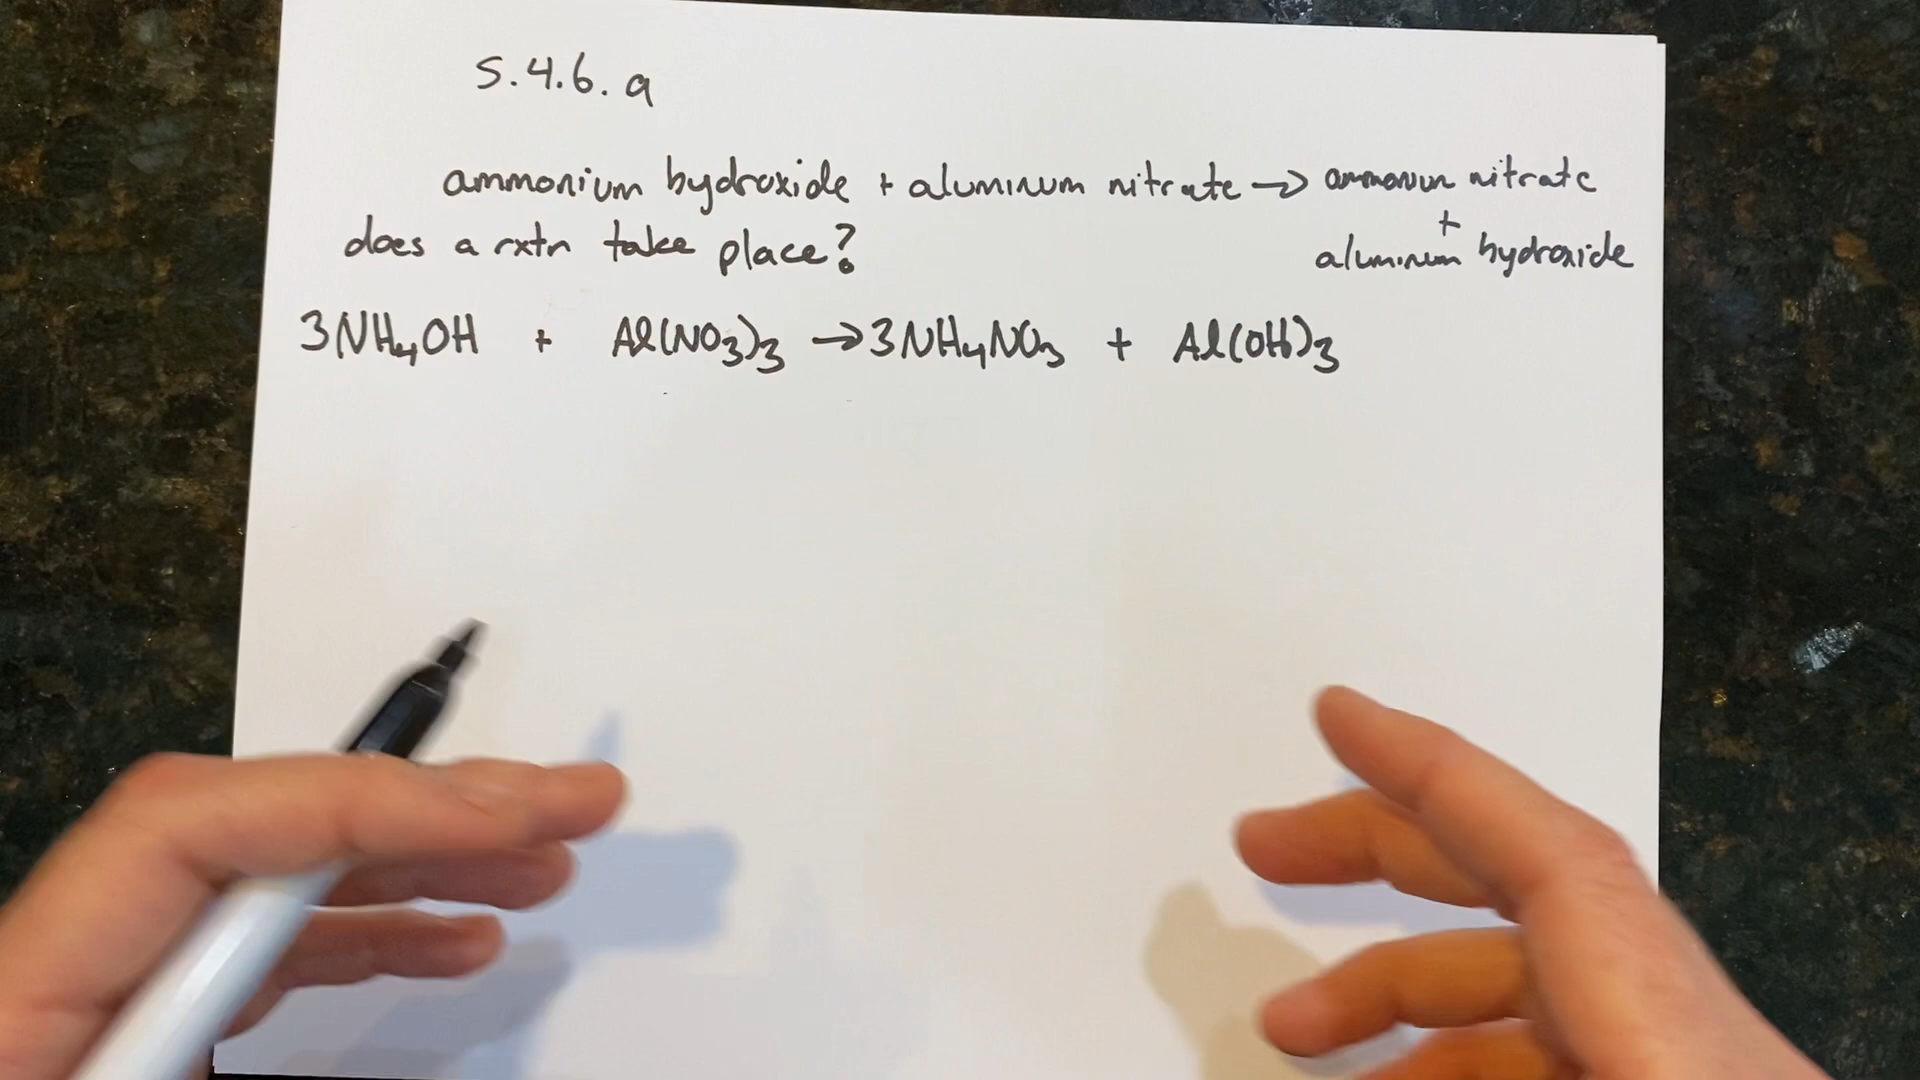 5.4.6.a
ammonium hydroxide + aluminum nitrate → ammonium nitrate
+
does a rxtn take place?
aluminum hydroxide
3NH₄OH + Al(NO₃)₃ → 3NH₄NO₃ + Al(OH)₃